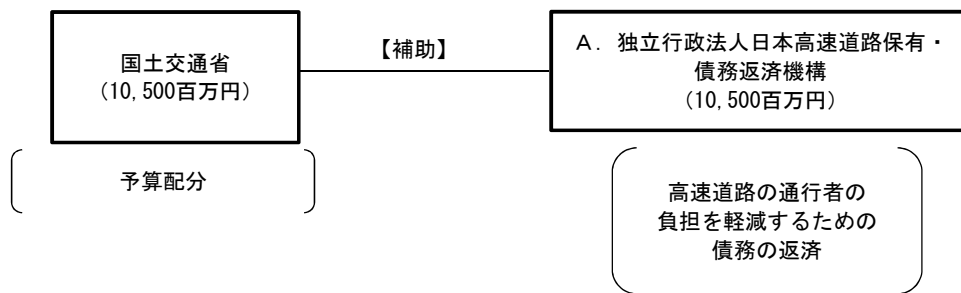 国土交通省
（10,500百万円）
【補助】
Ａ．独立行政法人日本高速道路保有・
債務返済機構
（10,500百万円）
予算配分
高速道路の通行者の
負担を軽減するための
債務の返済